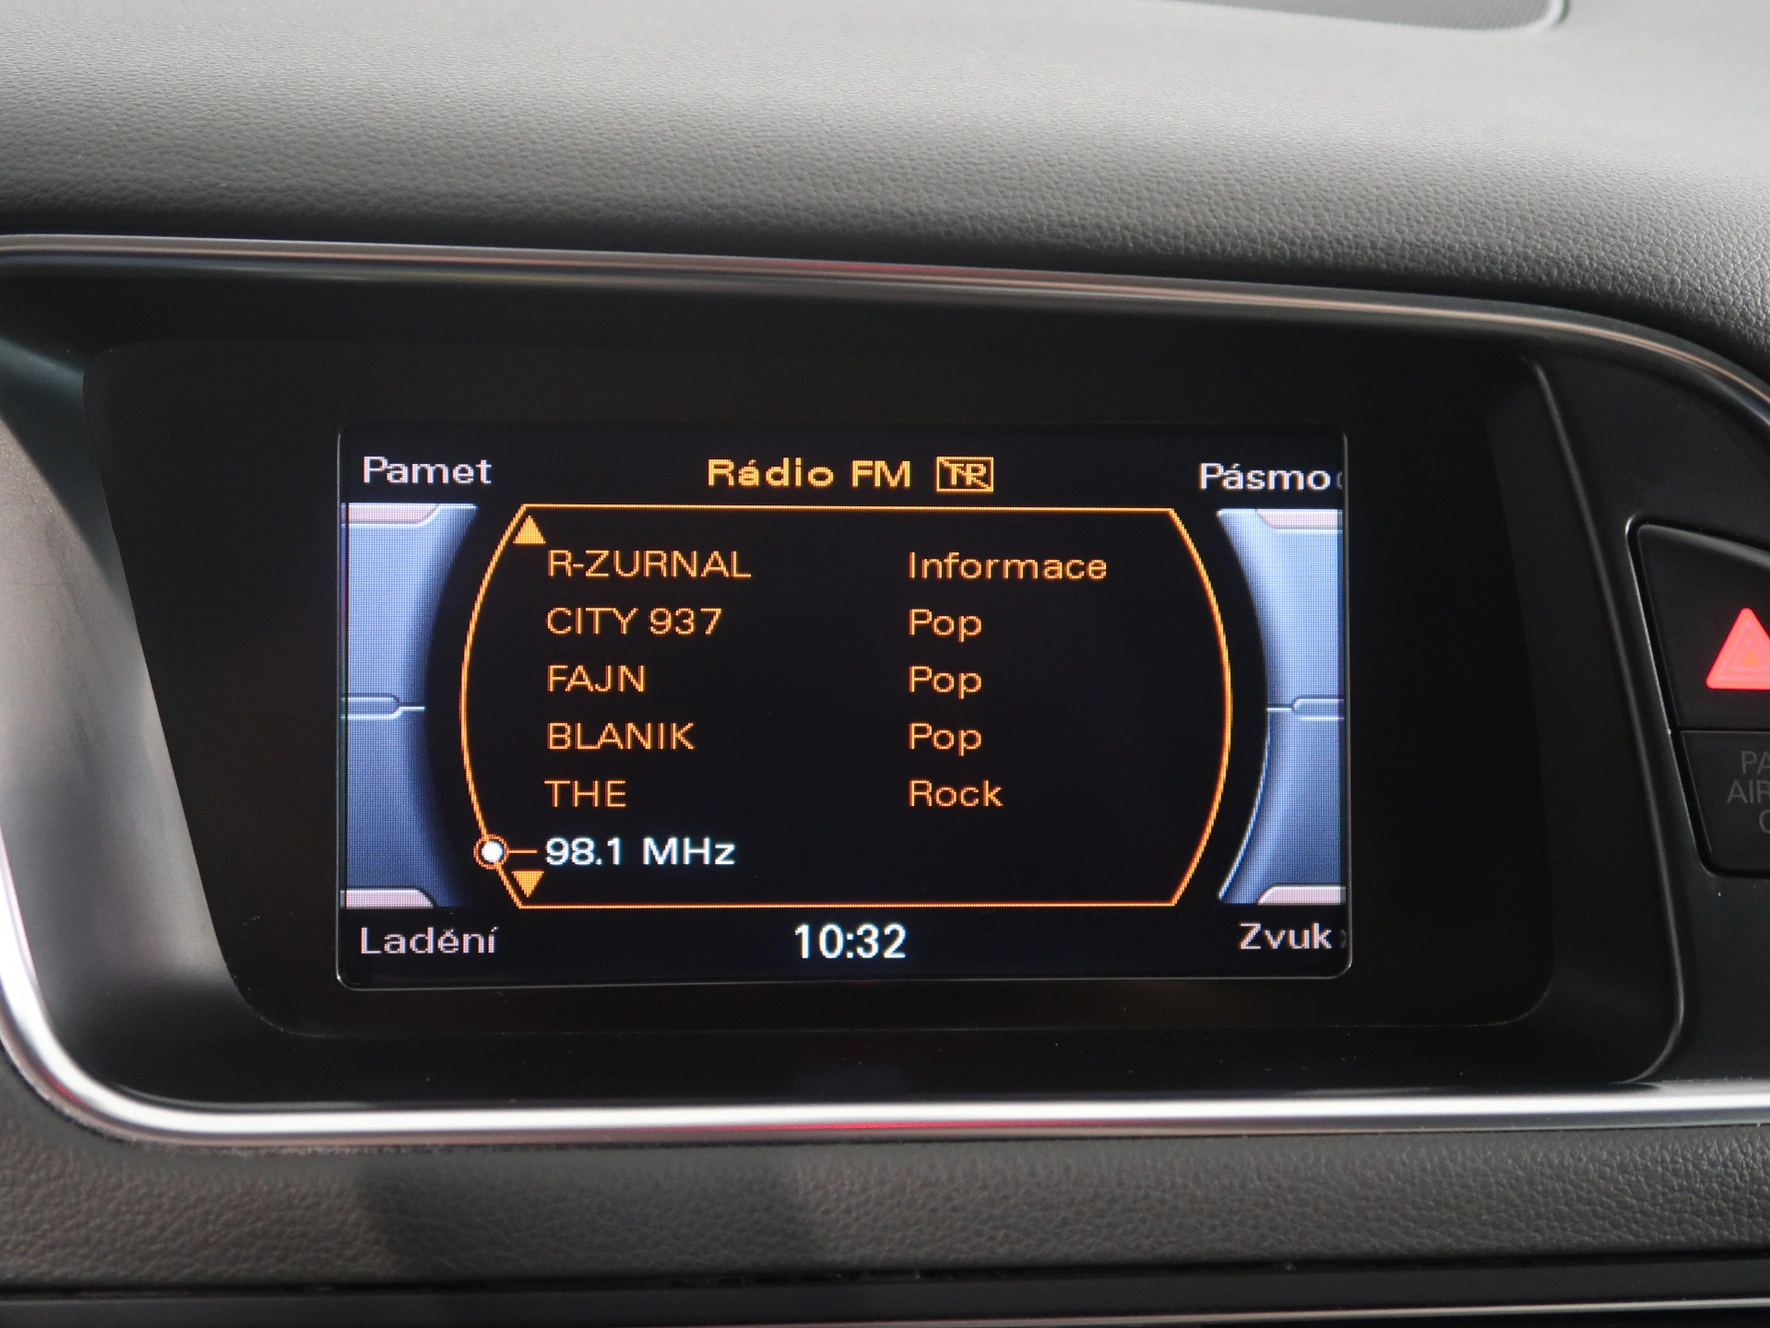 Pamet
Rádio FM TP
Pásmo
R-ZURNAL Informace
CITY 937 Pop
FAJN Pop
BLANIK Pop
THE Rock
98.1 MHz
Ladění 10:32 Zvuk